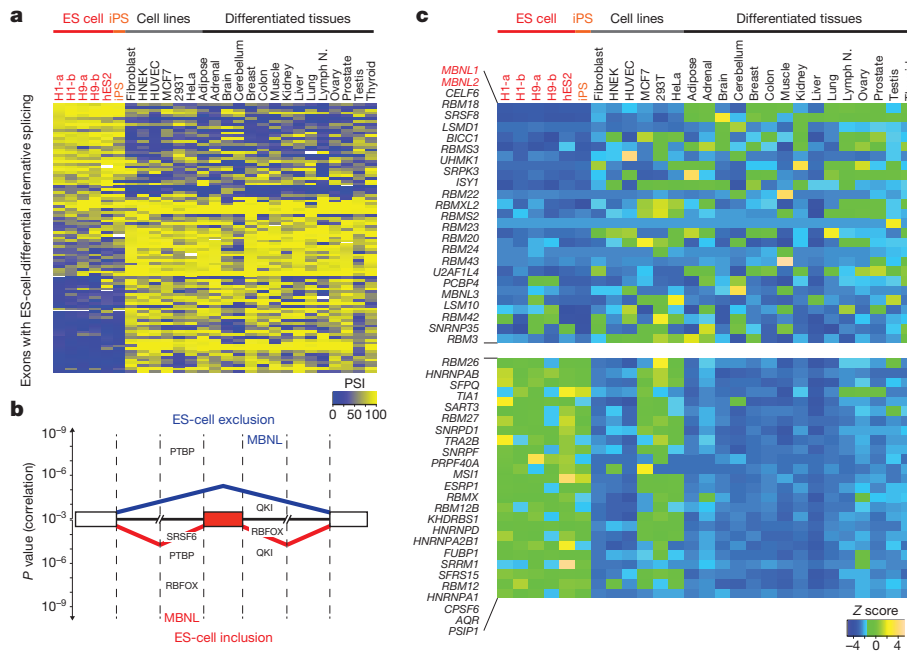 a
ES cell
iPS
Cell lines
Differentiated tissues
H1-a
H1-b
H9-a
H9-b
hES2
iPS
Fibroblast
HNEK
HUVEC
MCF7
293T
HeLa
Adipose
Adrenal
Brain
Cerebellum
Breast
Colon
Muscle
Kidney
Liver
Lung
Lymph N.
Ovary
Prostate
Testis
Thyroid
Exons with ES-cell-differential alternative splicing
PSI
0 50 100
b
ES-cell exclusion
MBNL
PTBP
QKI
SRSF6
RBFOX
PTBP
QKI
RBFOX
MBNL
ES-cell inclusion
P value (correlation)
10−9
10−6
10−3
10−6
10−9
c
ES cell
iPS
Cell lines
Differentiated tissues
H1-a
H1-b
H9-a
H9-b
hES2
iPS
Fibroblast
HNEK
HUVEC
MCF7
293T
HeLa
Adipose
Adrenal
Brain
Cerebellum
Breast
Colon
Muscle
Kidney
Liver
Lung
Lymph N.
Ovary
Prostate
Testis
MBNL1
MBNL2
CELF6
RBM18
SRSF8
LSMD1
BICC1
RBMS3
UHMK1
SRPK3
ISY1
RBM22
RBMXL2
RBMS2
RBM23
RBM20
RBM24
RBM43
U2AF1L4
PCBP4
MBNL3
LSM10
RBM42
SNRNP35
RBM3
RBM26
HNRNPAB
SFPQ
TIA1
SART3
RBM27
SNRPD1
TRA2B
SNRPF
PRPF40A
MSI1
ESRP1
RBMX
RBM12B
KHDRBS1
HNRNPD
HNRNPA2B1
FUBP1
SRRM1
SFRS15
RBM12
HNRNPA1
CPSF6
AQR
PSIP1
Z score
−4 0 4